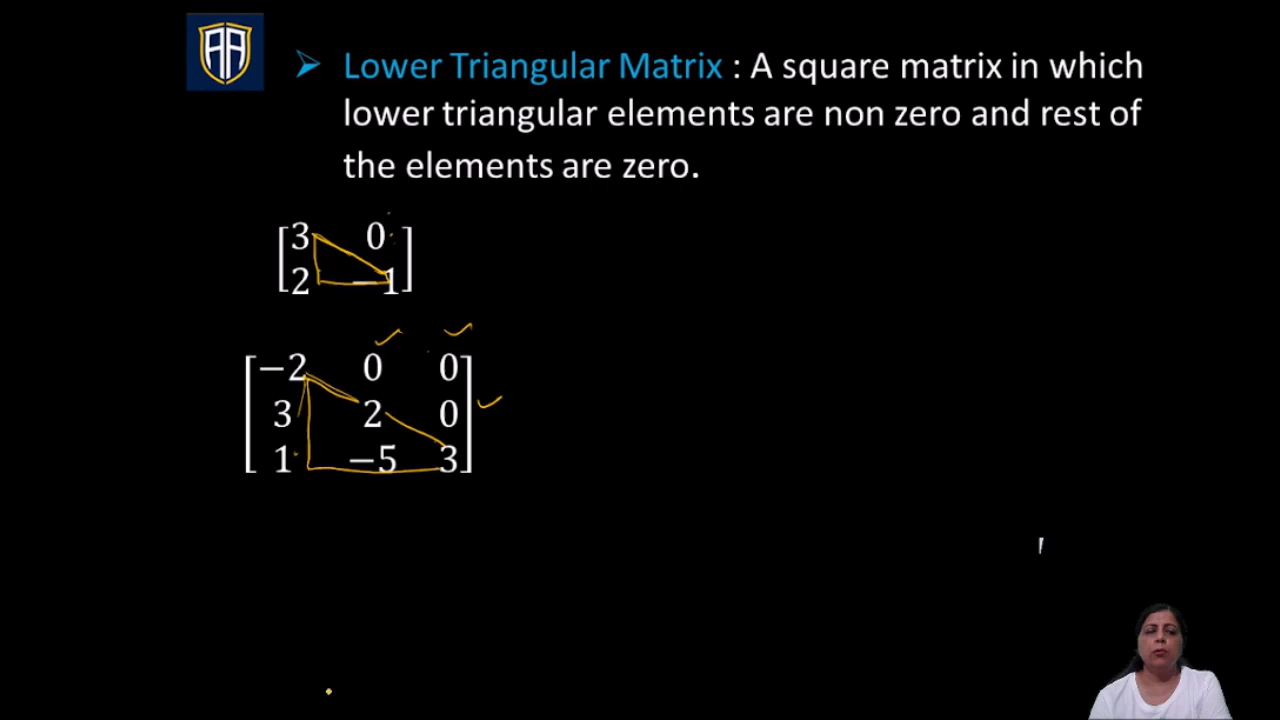 AA
➢ Lower Triangular Matrix : A square matrix in which
lower triangular elements are non zero and rest of
the elements are zero.
[3 0
2 −1]
[−2 0 0
3 2 0
1 −5 3]